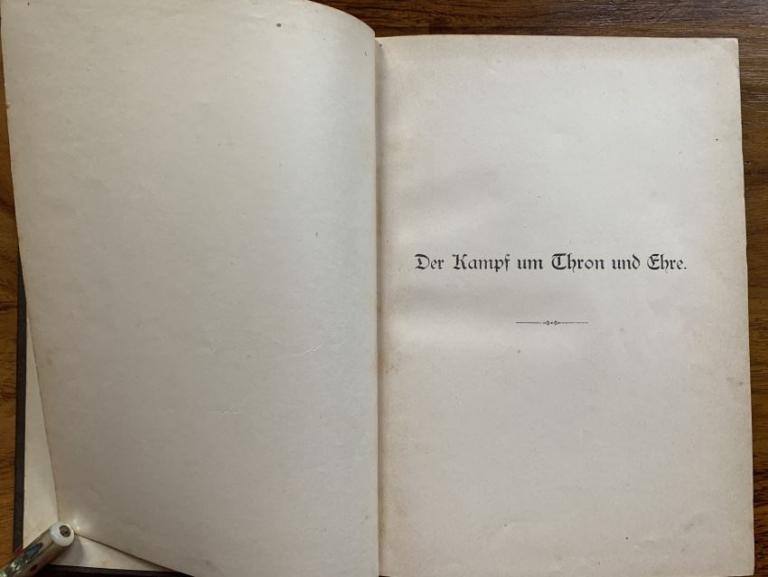 Der Kampf um Thron und Ehre.